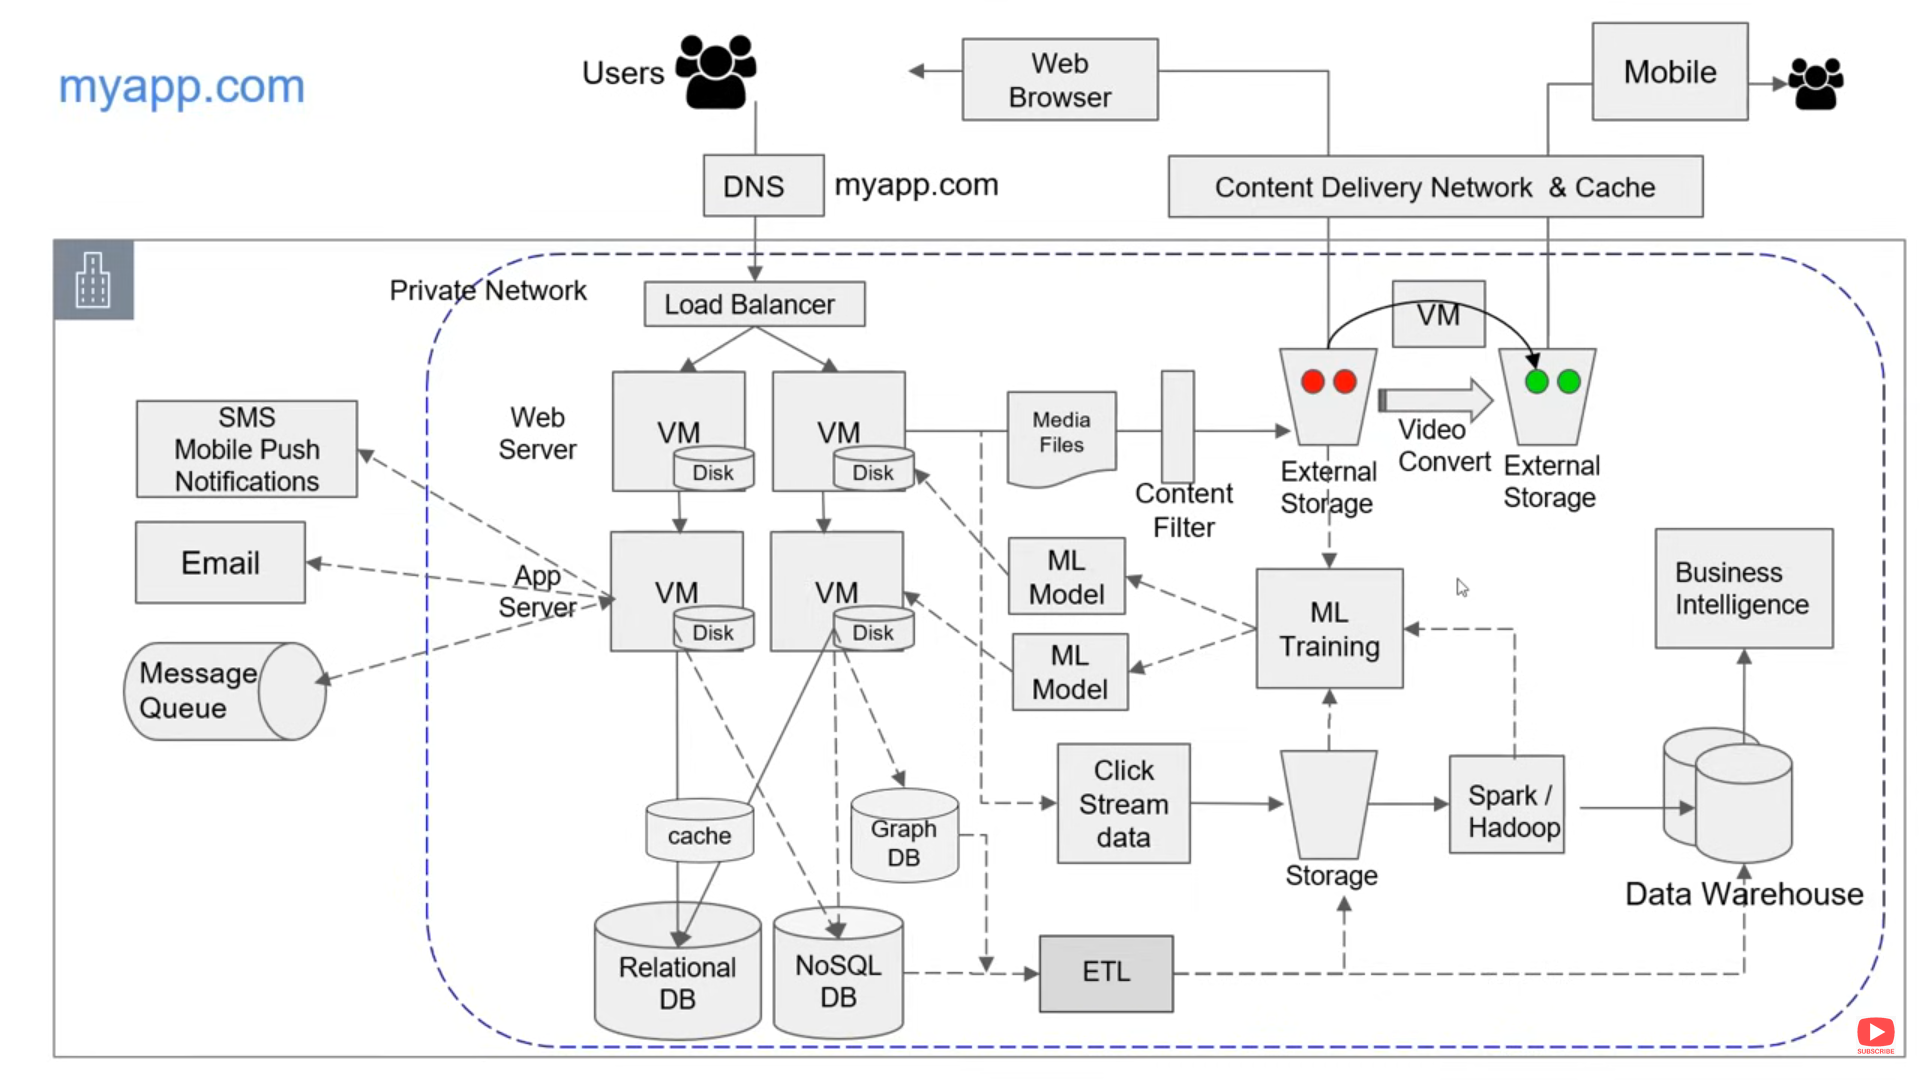 myapp.com
Users
Web
Browser
Mobile
DNS
myapp.com
Content Delivery Network & Cache
Private Network
Load Balancer
VM
Web
Server
VM
Disk
VM
Disk
Media
Files
Content
Filter
External
Storage
Video
Convert
External
Storage
SMS
Mobile Push
Notifications
Email
Message
Queue
App
Server
VM
Disk
VM
Disk
ML
Model
ML
Model
ML
Training
Business
Intelligence
cache
Graph
DB
Click
Stream
data
Storage
Spark /
Hadoop
Data Warehouse
Relational
DB
NoSQL
DB
ETL
SUBSCRIBE